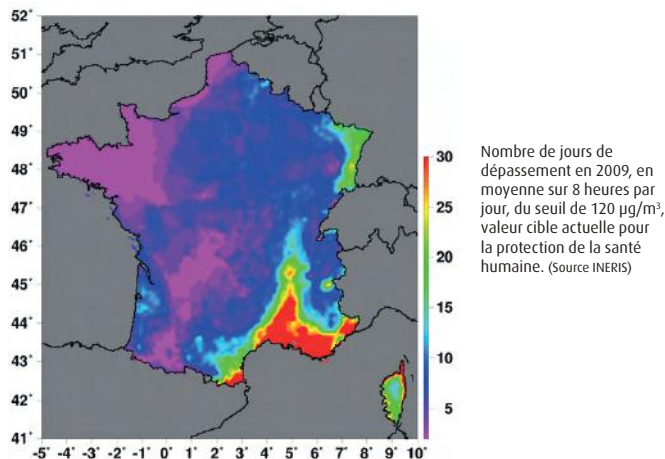 52°
51°
50°
49°
48°
47°
46°
45°
44°
43°
42°
41°
-5° -4° -3° -2° -1° 0° 1° 2° 3° 4° 5° 6° 7° 8° 9° 10°
30
25
20
15
10
5
Nombre de jours de
dépassement en 2009, en
moyenne sur 8 heures par
jour, du seuil de 120 µg/m³,
valeur cible actuelle pour
la protection de la santé
humaine. (Source INERIS)